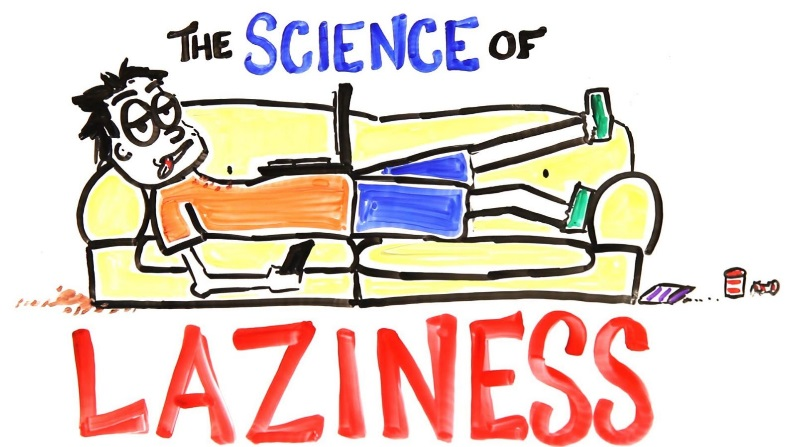 THE SCIENCE OF
LAZINESS